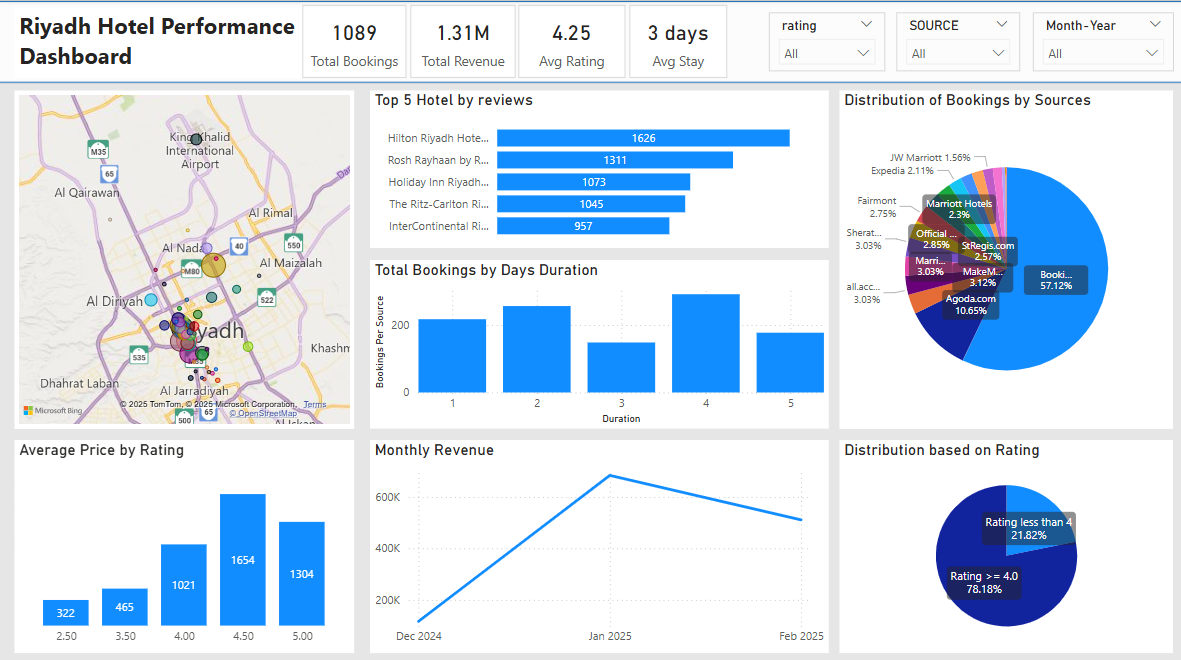 Riyadh Hotel Performance
Dashboard
1089
Total Bookings
1.31M
Total Revenue
4.25
Avg Rating
3 days
Avg Stay
rating
All
SOURCE
All
Month-Year
All
King Khalid
International
Airport
M35
65
Al Qairawan
Al Rimal
Al Nada
40
550
Al Maizalah
M80
522
Al Diriyah
yadh
535
Khashm
Dhahrat Laban
Al Jarradiyah
Microsoft Bing
© 2025 TomTom, © 2025 Microsoft Corporation, Terms
© OpenStreetMap
500
65
Top 5 Hotel by reviews
Hilton Riyadh Hote... 1626
Rosh Rayhaan by R... 1311
Holiday Inn Riyadh... 1073
The Ritz-Carlton Ri... 1045
InterContinental Ri... 957
Total Bookings by Days Duration
Bookings Per Source
200
0
1 2 3 4 5
Duration
Distribution of Bookings by Sources
JW Marriott 1.56%
Expedia 2.11%
Fairmont
2.75%
Marriott Hotels
2.3%
Sherat...
3.03%
Official ...
2.85%
StRegis.com
2.57%
Marri...
3.03%
MakeM...
3.12%
all.acc...
3.03%
Agoda.com
10.65%
Booki...
57.12%
Average Price by Rating
322
465
1021
1654
1304
2.50 3.50 4.00 4.50 5.00
Monthly Revenue
600K
400K
200K
Dec 2024 Jan 2025 Feb 2025
Distribution based on Rating
Rating less than 4
21.82%
Rating >= 4.0
78.18%